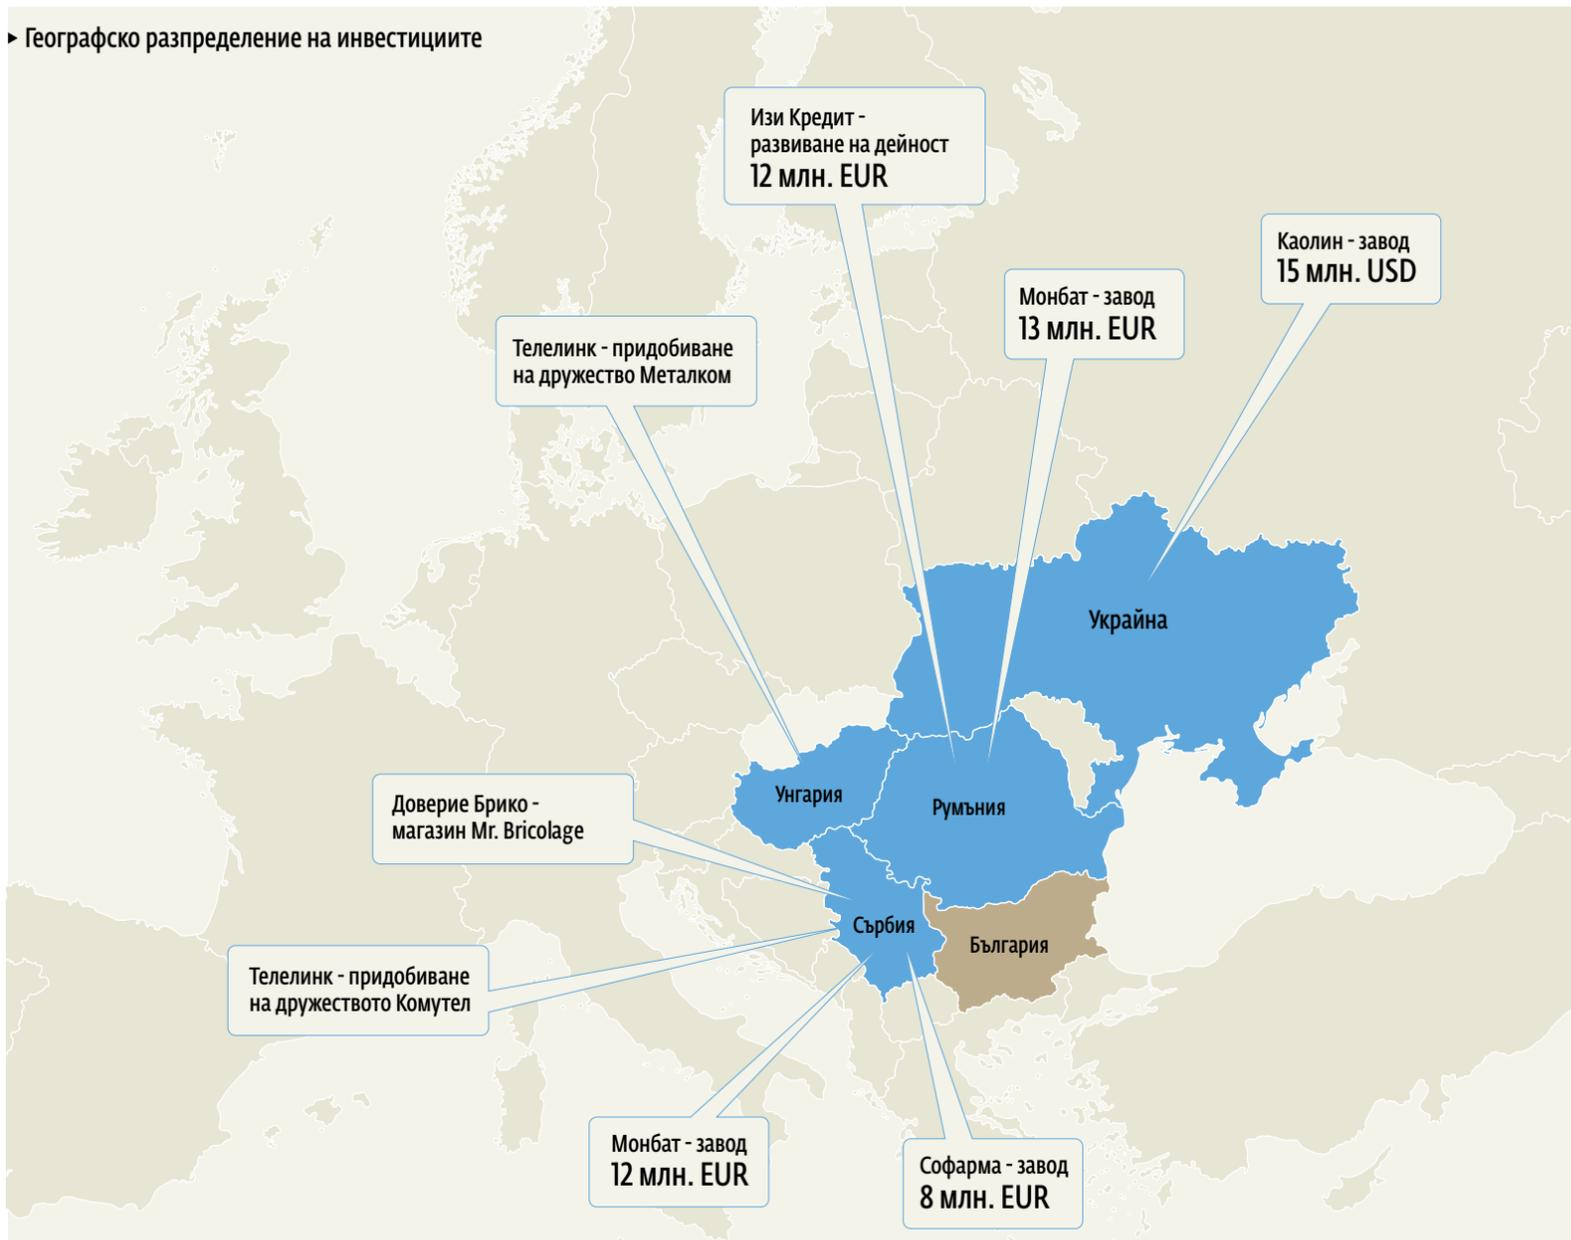 Географско разпределение на инвестициите
Изи Кредит -
развиване на дейност
12 млн. EUR
Каолин - завод
15 млн. USD
Монбат - завод
13 млн. EUR
Телелинк - придобиване
на дружество Металком
Украйна
Унгария
Румъния
Доверие Брико -
магазин Mr. Bricolage
Сърбия
България
Телелинк - придобиване
на дружеството Комутел
Монбат - завод
12 млн. EUR
Софарма - завод
8 млн. EUR